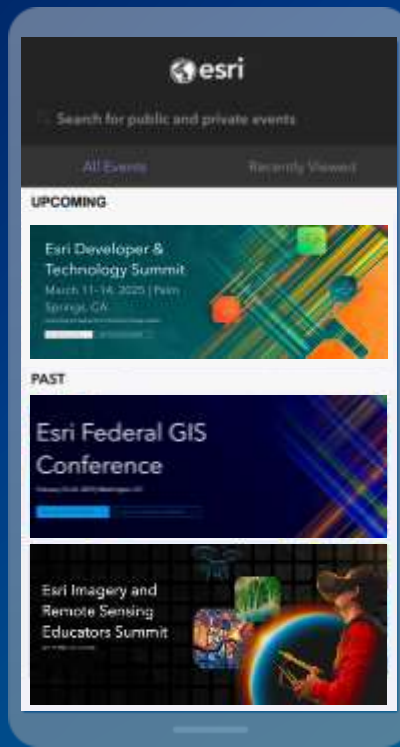 esri
Search for public and private events
All Events
Recently Viewed
UPCOMING
Esri Developer &
Technology Summit
March 11-14, 2025 | Palm
Springs, CA
PAST
Esri Federal GIS
Conference
Esri Imagery and
Remote Sensing
Educators Summit